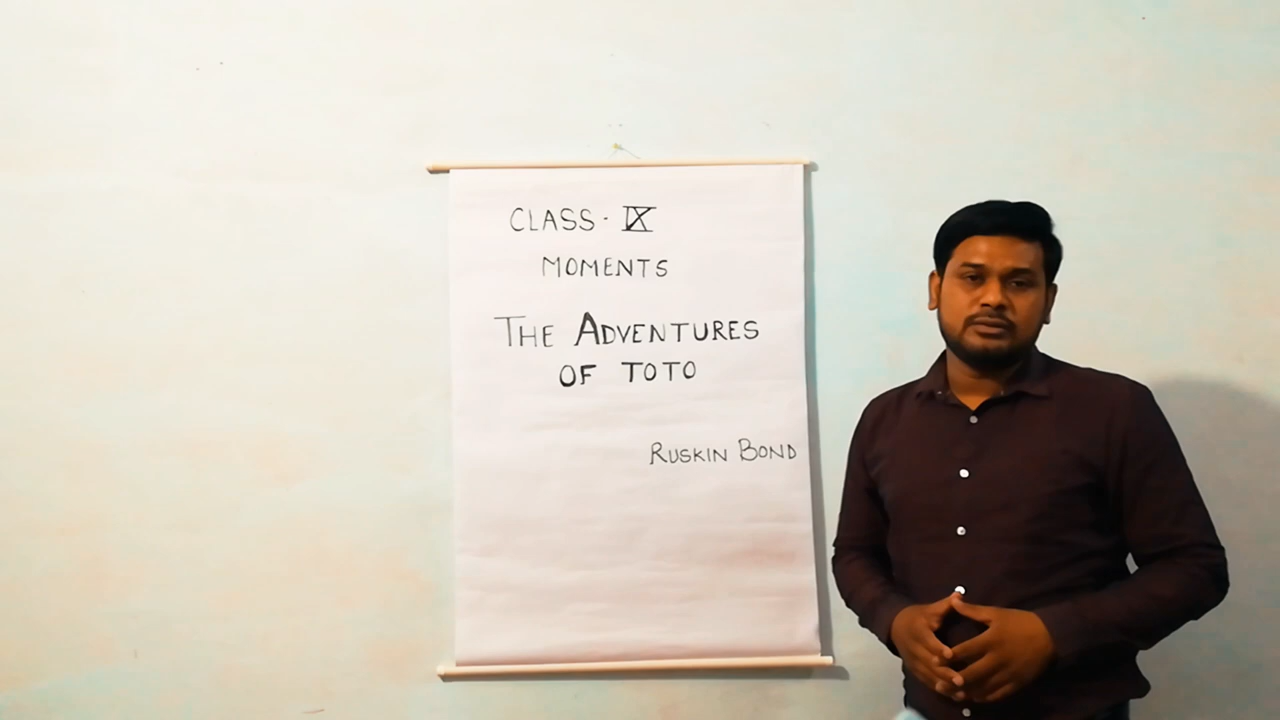 CLASS - IX
MOMENTS
THE ADVENTURES
OF TOTO
RUSKIN BOND